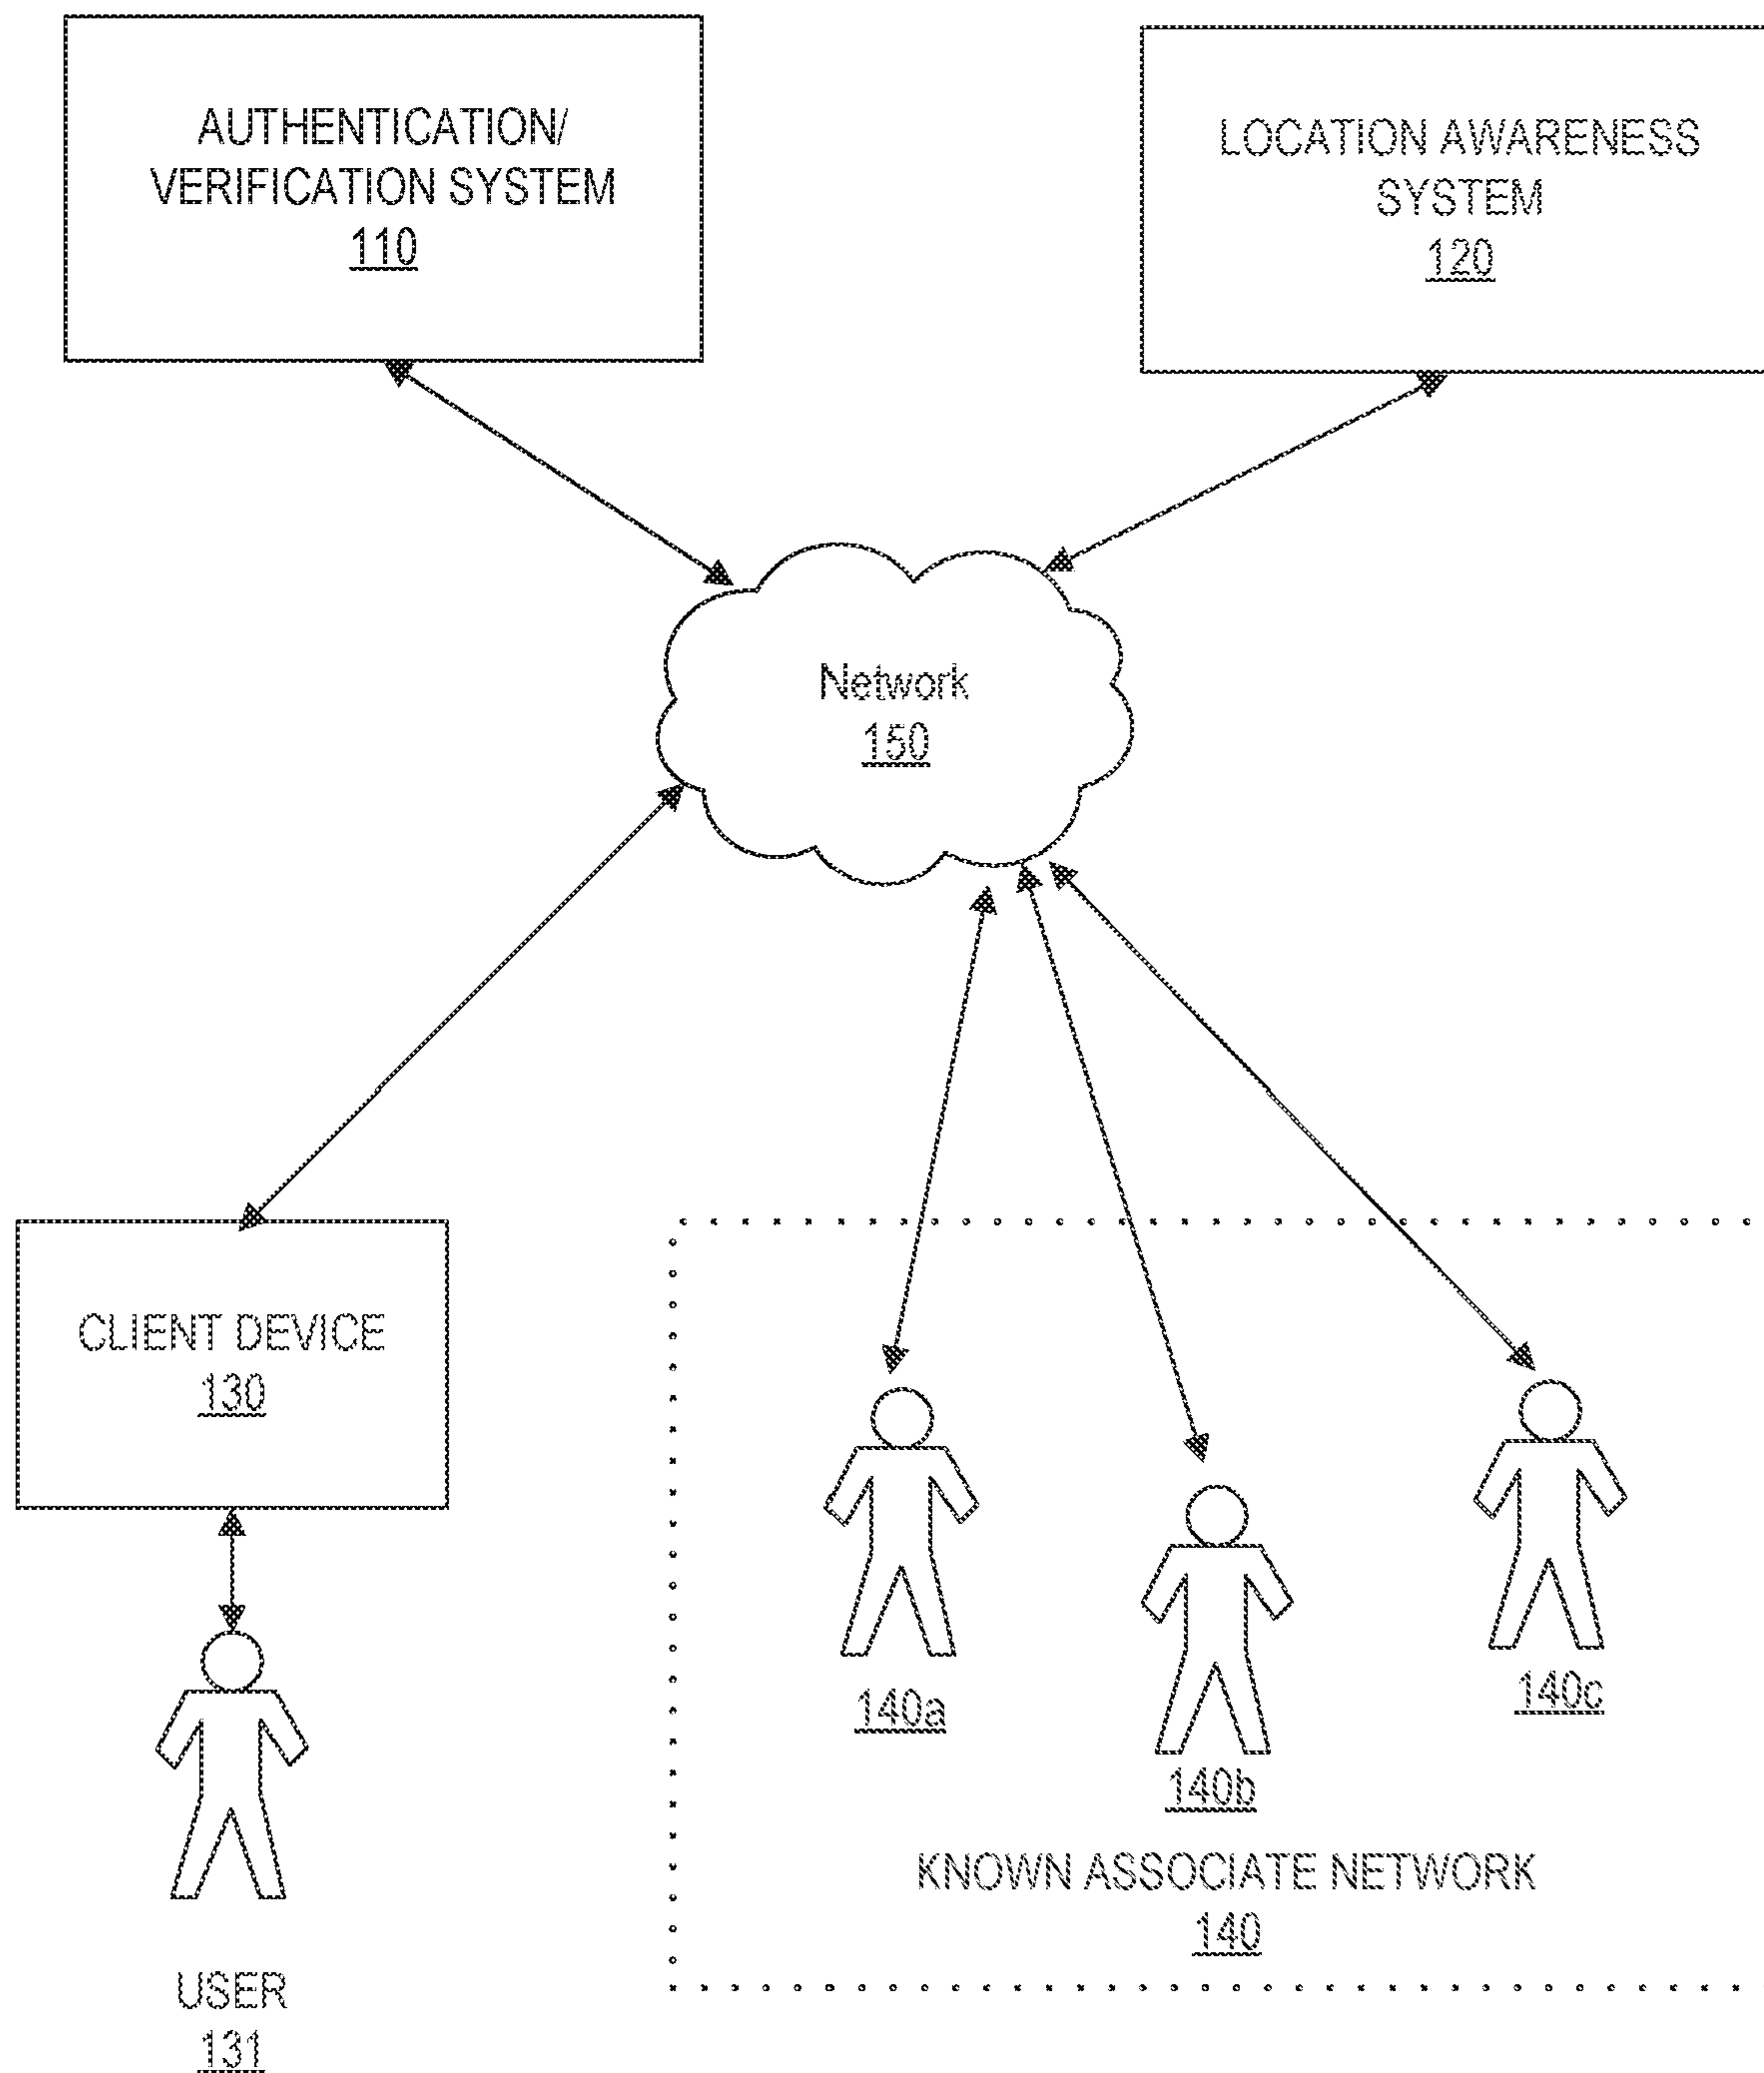 AUTHENTICATION/
VERIFICATION SYSTEM
110
LOCATION AWARENESS
SYSTEM
120
Network
150
CLIENT DEVICE
130
140a
140b
140c
KNOWN ASSOCIATE NETWORK
140
USER
131